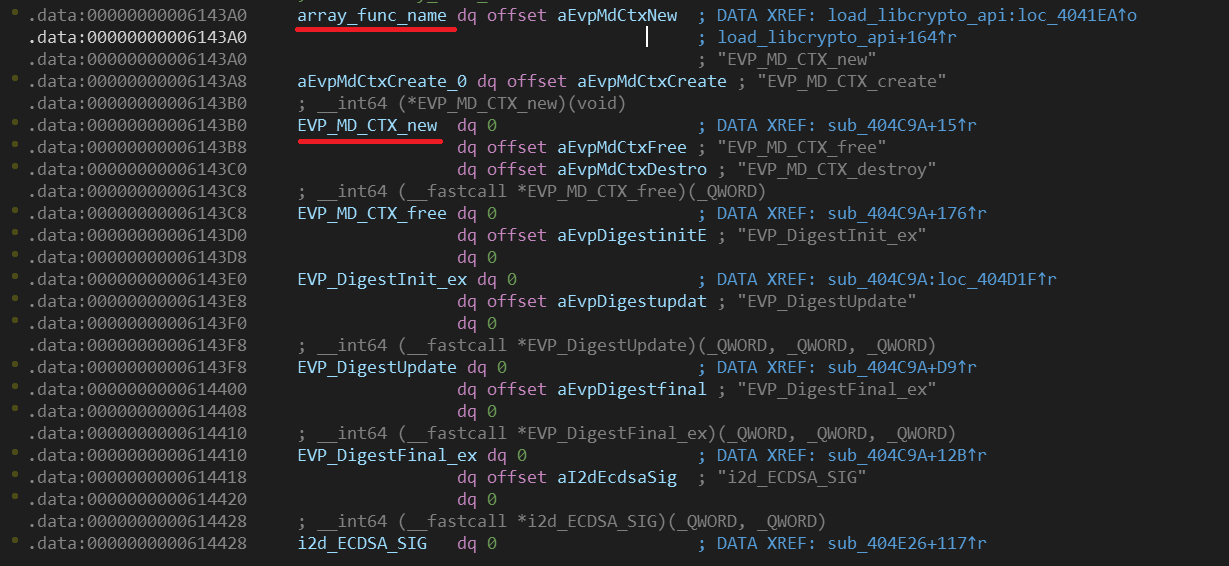 .data:00000000006143A0 array_func_name dq offset aEvpMdCtxNew ; DATA XREF: load_libcrypto_api:loc_4041EA↑o
.data:00000000006143A0 ; load_libcrypto_api+164↑r
.data:00000000006143A0 ; "EVP_MD_CTX_new"
.data:00000000006143A8 aEvpMdCtxCreate_0 dq offset aEvpMdCtxCreate ; "EVP_MD_CTX_create"
.data:00000000006143B0 ; __int64 (*EVP_MD_CTX_new)(void)
.data:00000000006143B0 EVP_MD_CTX_new dq 0 ; DATA XREF: sub_404C9A+15↑r
.data:00000000006143B8 dq offset aEvpMdCtxFree ; "EVP_MD_CTX_free"
.data:00000000006143C0 dq offset aEvpMdCtxDestro ; "EVP_MD_CTX_destroy"
.data:00000000006143C8 ; __int64 (__fastcall *EVP_MD_CTX_free)(_QWORD)
.data:00000000006143C8 EVP_MD_CTX_free dq 0 ; DATA XREF: sub_404C9A+176↑r
.data:00000000006143D0 dq offset aEvpDigestinitE ; "EVP_DigestInit_ex"
.data:00000000006143D8 dq 0
.data:00000000006143E0 EVP_DigestInit_ex dq 0 ; DATA XREF: sub_404C9A:loc_404D1F↑r
.data:00000000006143E8 dq offset aEvpDigestupdat ; "EVP_DigestUpdate"
.data:00000000006143F0 dq 0
.data:00000000006143F8 ; __int64 (__fastcall *EVP_DigestUpdate)(_QWORD, _QWORD, _QWORD)
.data:00000000006143F8 EVP_DigestUpdate dq 0 ; DATA XREF: sub_404C9A+D9↑r
.data:0000000000614400 dq offset aEvpDigestfinal ; "EVP_DigestFinal_ex"
.data:0000000000614408 dq 0
.data:0000000000614410 ; __int64 (__fastcall *EVP_DigestFinal_ex)(_QWORD, _QWORD, _QWORD)
.data:0000000000614410 EVP_DigestFinal_ex dq 0 ; DATA XREF: sub_404C9A+12B↑r
.data:0000000000614418 dq offset aI2dEcdsaSig ; "i2d_ECDSA_SIG"
.data:0000000000614420 dq 0
.data:0000000000614428 ; __int64 (__fastcall *i2d_ECDSA_SIG)(_QWORD, _QWORD)
.data:0000000000614428 i2d_ECDSA_SIG dq 0 ; DATA XREF: sub_404E26+117↑r